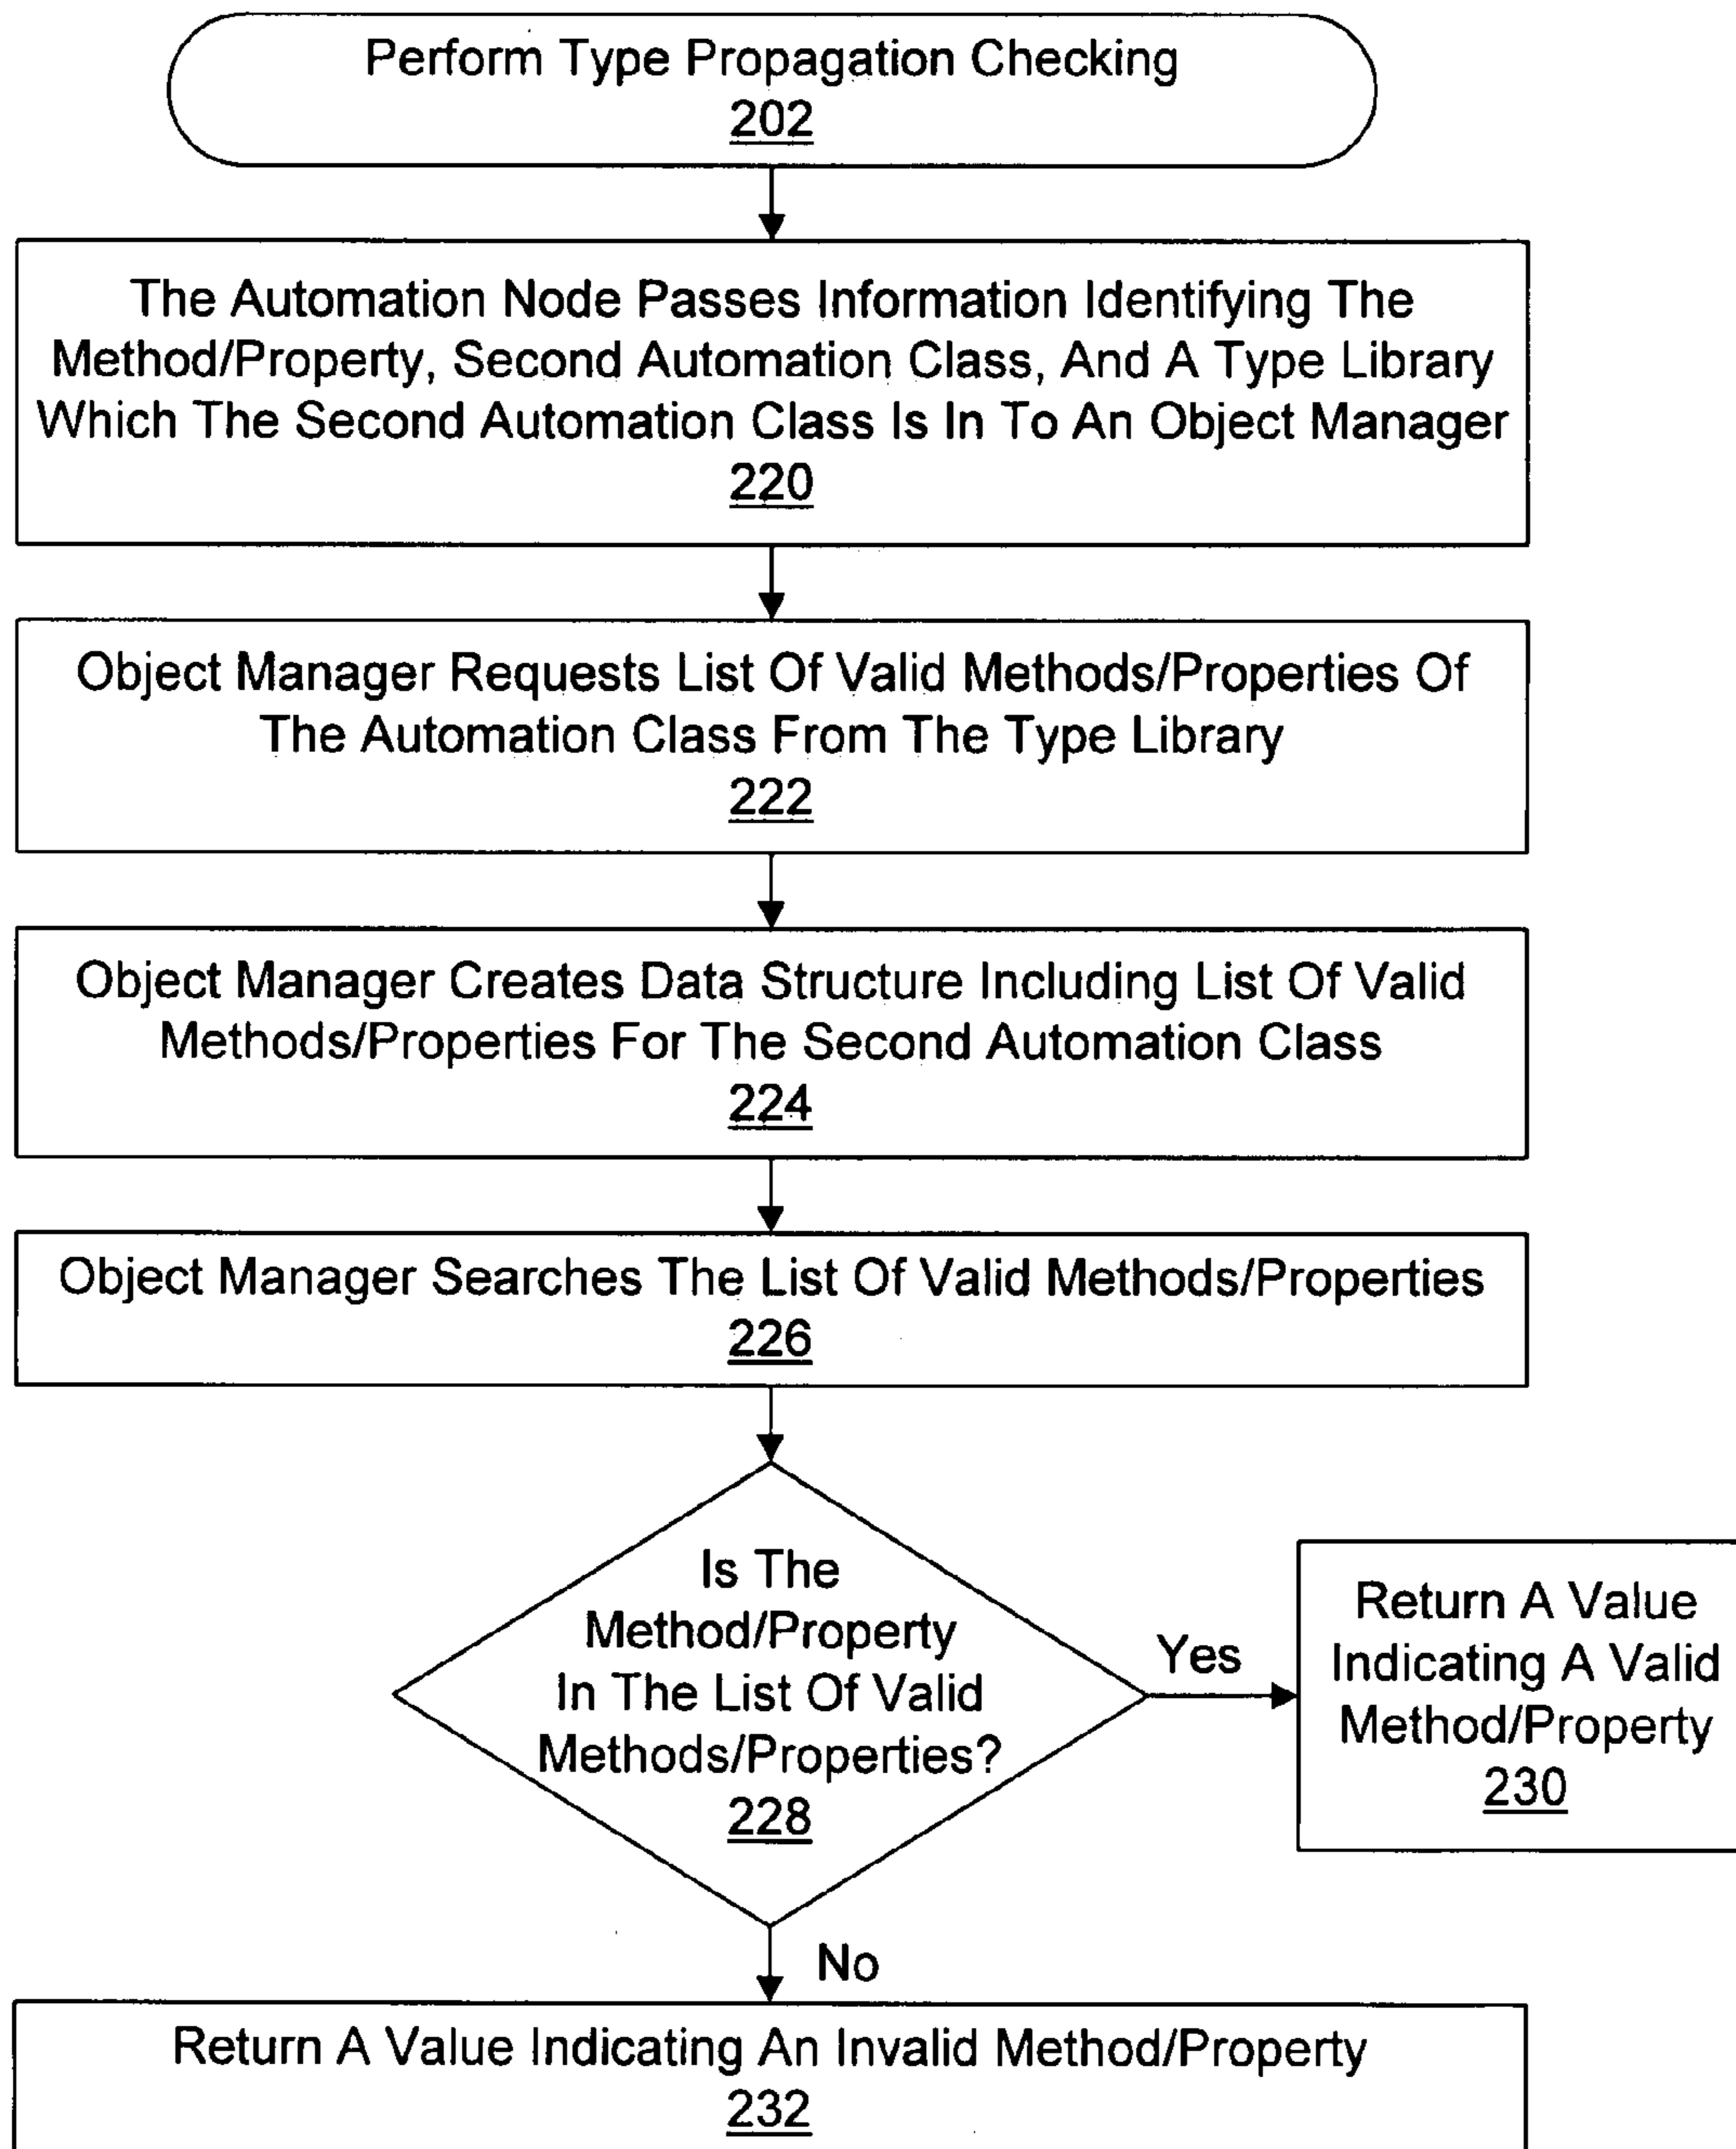 Perform Type Propagation Checking
202
The Automation Node Passes Information Identifying The
Method/Property, Second Automation Class, And A Type Library
Which The Second Automation Class Is In To An Object Manager
220
Object Manager Requests List Of Valid Methods/Properties Of
The Automation Class From The Type Library
222
Object Manager Creates Data Structure Including List Of Valid
Methods/Properties For The Second Automation Class
224
Object Manager Searches The List Of Valid Methods/Properties
226
Is The
Method/Property
In The List Of Valid
Methods/Properties?
228
Yes
Return A Value
Indicating A Valid
Method/Property
230
No
Return A Value Indicating An Invalid Method/Property
232